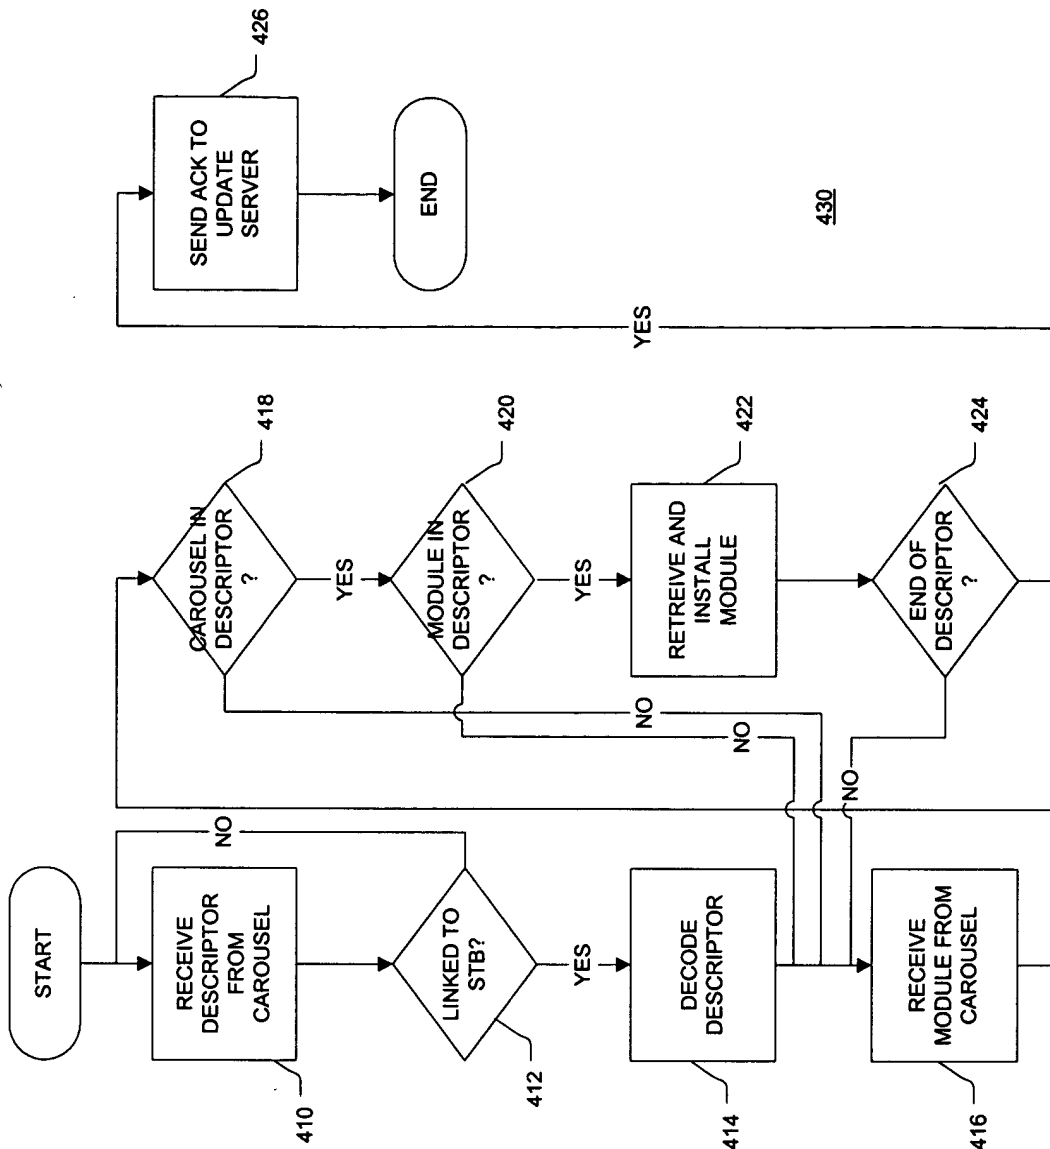 START
RECEIVE
DESCRIPTOR
FROM
CAROUSEL
410
NO
LINKED TO
STB?
412
YES
DECODE
DESCRIPTOR
414
RECEIVE
MODULE FROM
CAROUSEL
416
CAROUSEL IN
DESCRIPTOR
?
418
NO
YES
MODULE IN
DESCRIPTOR
?
420
NO
YES
RETREIVE AND
INSTALL
MODULE
422
END OF
DESCRIPTOR
?
424
NO
YES
SEND ACK TO
UPDATE
SERVER
426
END
430